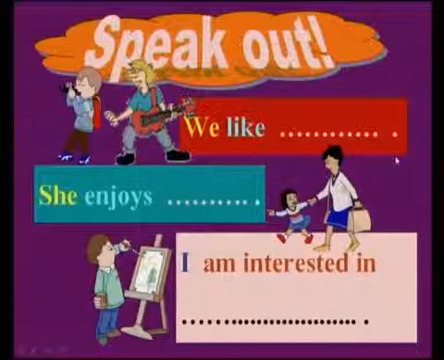 Speak out!
We like ............ .
She enjoys .......... .
I am interested in
.............................. .